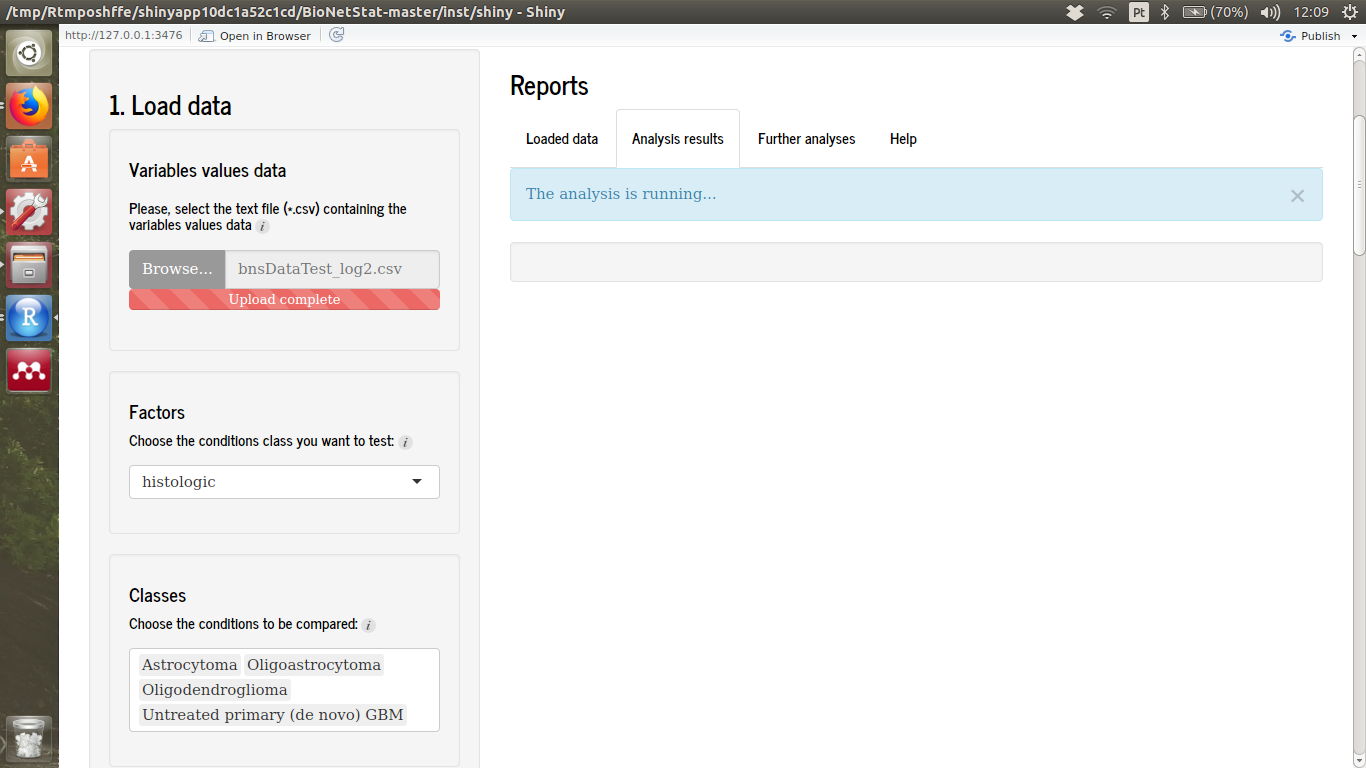 /tmp/Rtmposhffe/shinyapp10dc1a52c1cd/BioNetStat-master/inst/shiny - Shiny
Pt
(70%)
12:09
http://127.0.0.1:3476
Open in Browser
Publish
1. Load data
Variables values data
Please, select the text file (*.csv) containing the
variables values data i
Browse...
bnsDataTest_log2.csv
Upload complete
Factors
Choose the conditions class you want to test: i
histologic
Classes
Choose the conditions to be compared: i
Astrocytoma Oligoastrocytoma
Oligodendroglioma
Untreated primary (de novo) GBM
Reports
Loaded data
Analysis results
Further analyses
Help
The analysis is running...
×
R
A